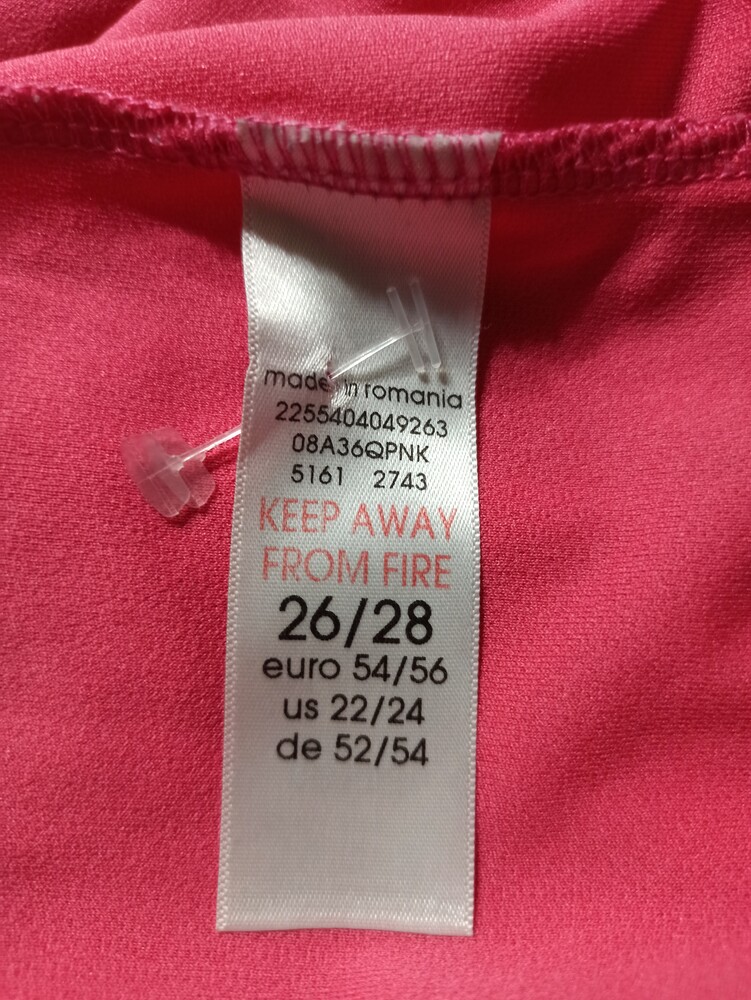 made in romania
2255404049263
08A36QPNK
5161 2743
KEEP AWAY
FROM FIRE
26/28
euro 54/56
us 22/24
de 52/54